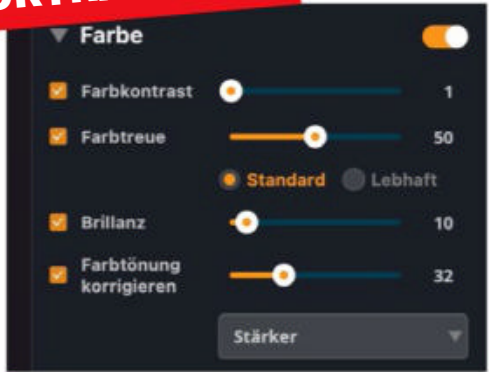 Farbe
Farbkontrast 1
Farbtreue 50
Standard Lebhaft
Brillanz 10
Farbtönung
korrigieren 32
Stärker